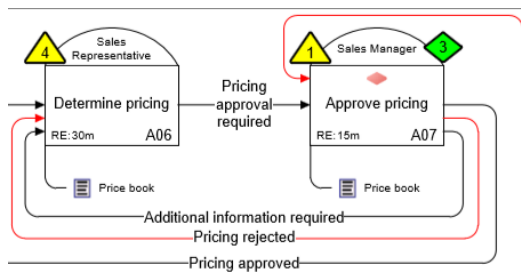 4
Sales
Representative
Determine pricing
RE:30m
A06
Price book
Pricing
approval
required
1
Sales Manager
3
Approve pricing
RE:15m
A07
Price book
Additional information required
Pricing rejected
Pricing approved